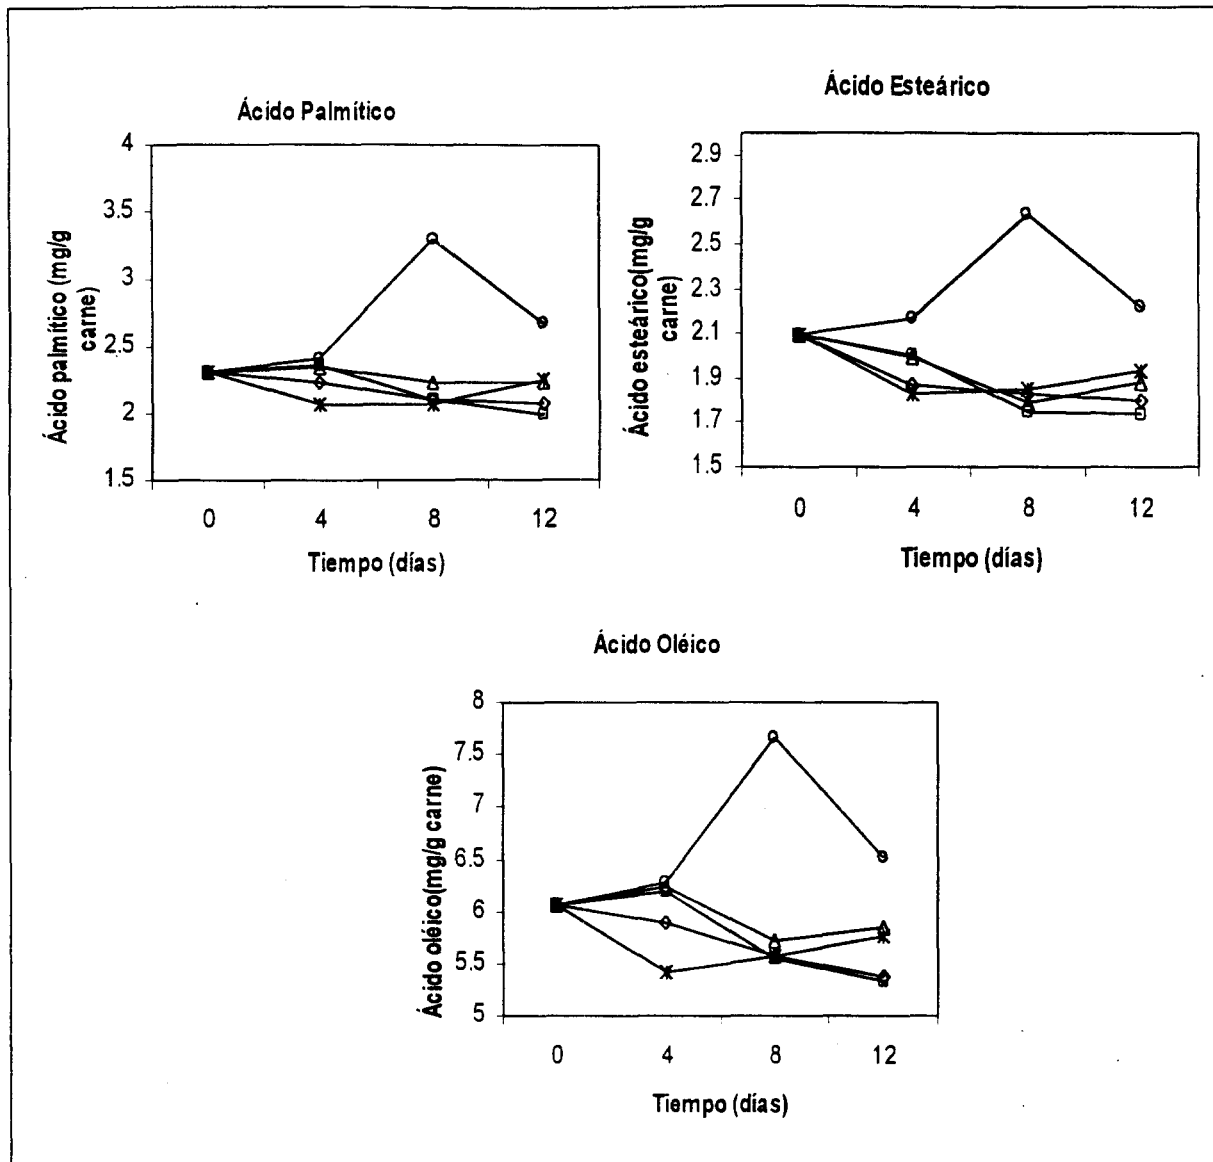 Ácido Palmítico
4
3.5
3
2.5
2
1.5
Ácido palmítico (mg/g
carne)
0 4 8 12
Tiempo (días)
Ácido Esteárico
2.9
2.7
2.5
2.3
2.1
1.9
1.7
1.5
Ácido esteárico(mg/g
carne)
0 4 8 12
Tiempo (días)
Ácido Oléico
8
7.5
7
6.5
6
5.5
5
Ácido oléico(mg/g carne)
0 4 8 12
Tiempo (días)